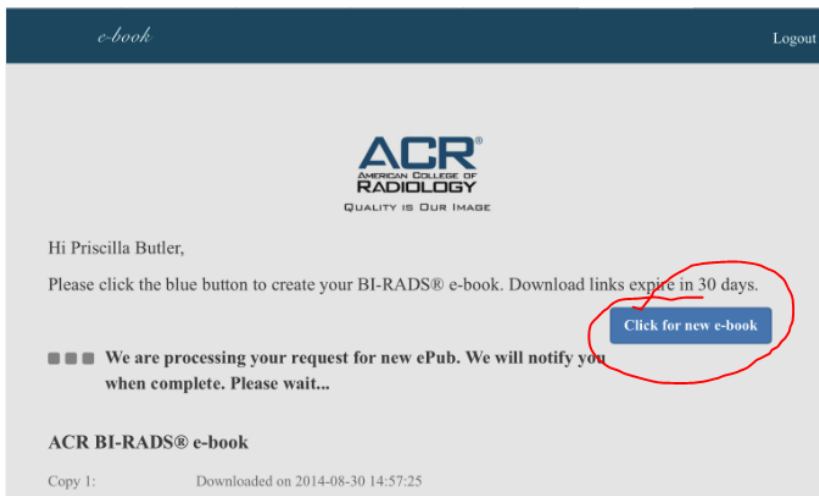 e-book
Logout
ACR®
AMERICAN COLLEGE OF
RADIOLOGY
QUALITY IS OUR IMAGE
Hi Priscilla Butler,
Please click the blue button to create your BI-RADS® e-book. Download links expire in 30 days.
Click for new e-book
We are processing your request for new ePub. We will notify you
when complete. Please wait...
ACR BI-RADS® e-book
Copy 1: Downloaded on 2014-08-30 14:57:25